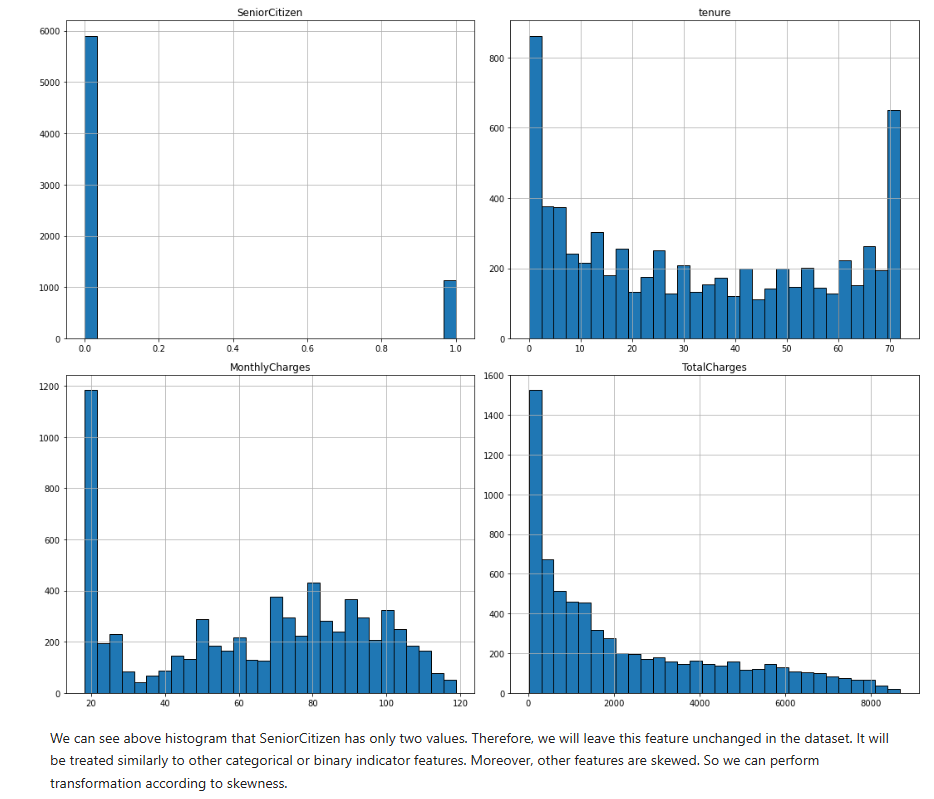 SeniorCitizen
tenure
6000
5000
4000
3000
2000
1000
0
0.0 0.2 0.4 0.6 0.8 1.0
800
600
400
200
0
0 10 20 30 40 50 60 70
MonthlyCharges
TotalCharges
1200
1000
800
600
400
200
0
20 40 60 80 100 120
1600
1400
1200
1000
800
600
400
200
0
0 2000 4000 6000 8000
We can see above histogram that SeniorCitizen has only two values. Therefore, we will leave this feature unchanged in the dataset. It will
be treated similarly to other categorical or binary indicator features. Moreover, other features are skewed. So we can perform
transformation according to skewness.